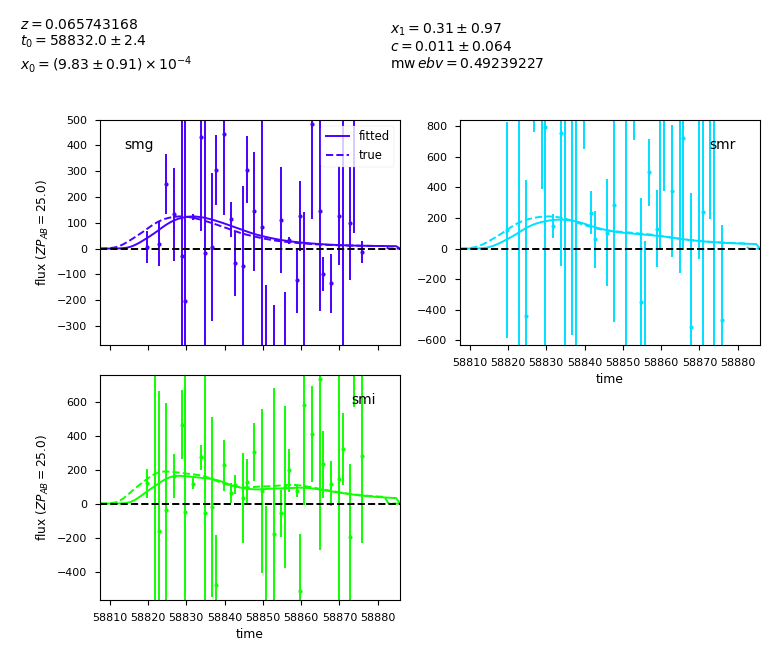 z = 0.065743168
t₀ = 58832.0 ± 2.4
x₀ = (9.83 ± 0.91) × 10⁻⁴
x₁ = 0.31 ± 0.97
c = 0.011 ± 0.064
mw ebv = 0.49239227
smg
fitted
true
500
400
300
200
100
0
−100
−200
−300
flux (ZP_AB = 25.0)
smr
800
600
400
200
0
−200
−400
−600
58810 58820 58830 58840 58850 58860 58870 58880
time
smi
600
400
200
0
−200
−400
flux (ZP_AB = 25.0)
58810 58820 58830 58840 58850 58860 58870 58880
time